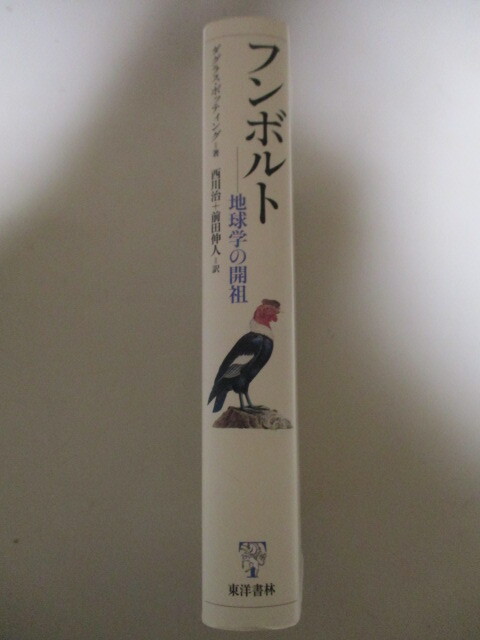 フンボルト
──地球学の開祖
ダグラス・ボッティング=著
西川治+前田伸人=訳
東洋書林